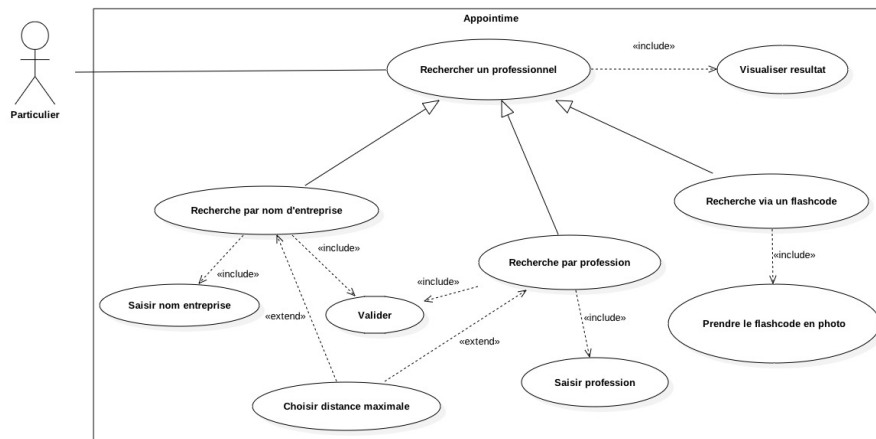 Appointime
«include»
Rechercher un professionnel
Visualiser resultat
Particulier
Recherche par nom d'entreprise
Recherche via un flashcode
«include»
«include»
Recherche par profession
«include»
«include»
Saisir nom entreprise
Valider
«extend»
«include»
Prendre le flashcode en photo
«extend»
Saisir profession
Choisir distance maximale